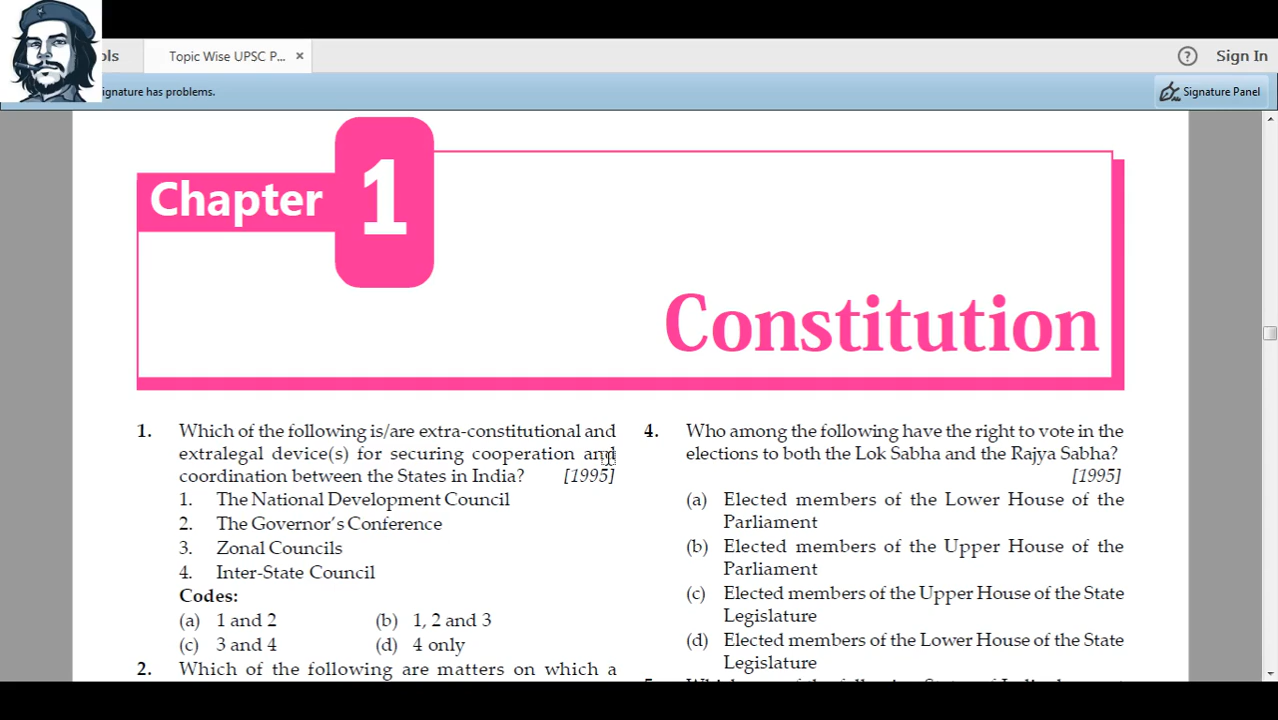 ols
Topic Wise UPSC P... ×
? Sign In
ignature has problems.
Signature Panel
Chapter 1
Constitution
1. Which of the following is/are extra-constitutional and
extralegal device(s) for securing cooperation and
coordination between the States in India? [1995]
1. The National Development Council
2. The Governor's Conference
3. Zonal Councils
4. Inter-State Council
Codes:
(a) 1 and 2 (b) 1, 2 and 3
(c) 3 and 4 (d) 4 only
2. Which of the following are matters on which a
4. Who among the following have the right to vote in the
elections to both the Lok Sabha and the Rajya Sabha?
[1995]
(a) Elected members of the Lower House of the
Parliament
(b) Elected members of the Upper House of the
Parliament
(c) Elected members of the Upper House of the State
Legislature
(d) Elected members of the Lower House of the State
Legislature